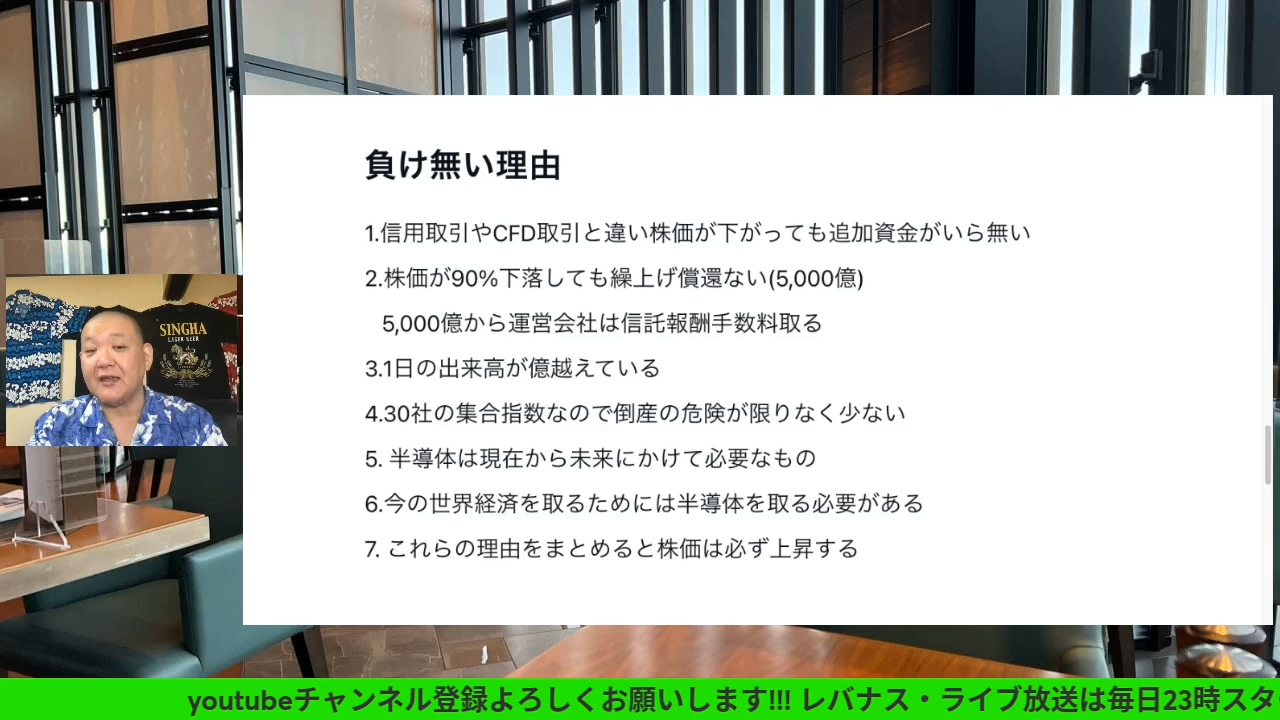 負け無い理由
1.信用取引やCFD取引と違い株価が下がっても追加資金がいら無い
2.株価が90%下落しても繰上げ償還ない(5,000億)
5,000億から運営会社は信託報酬手数料取る
3.1日の出来高が億越えている
4.30社の集合指数なので倒産の危険が限りなく少ない
5. 半導体は現在から未来にかけて必要なもの
6.今の世界経済を取るためには半導体を取る必要がある
7. これらの理由をまとめると株価は必ず上昇する
SINGHA
LAGER BEER
youtubeチャンネル登録よろしくお願いします!!! レバナス・ライブ放送は毎日23時スタ